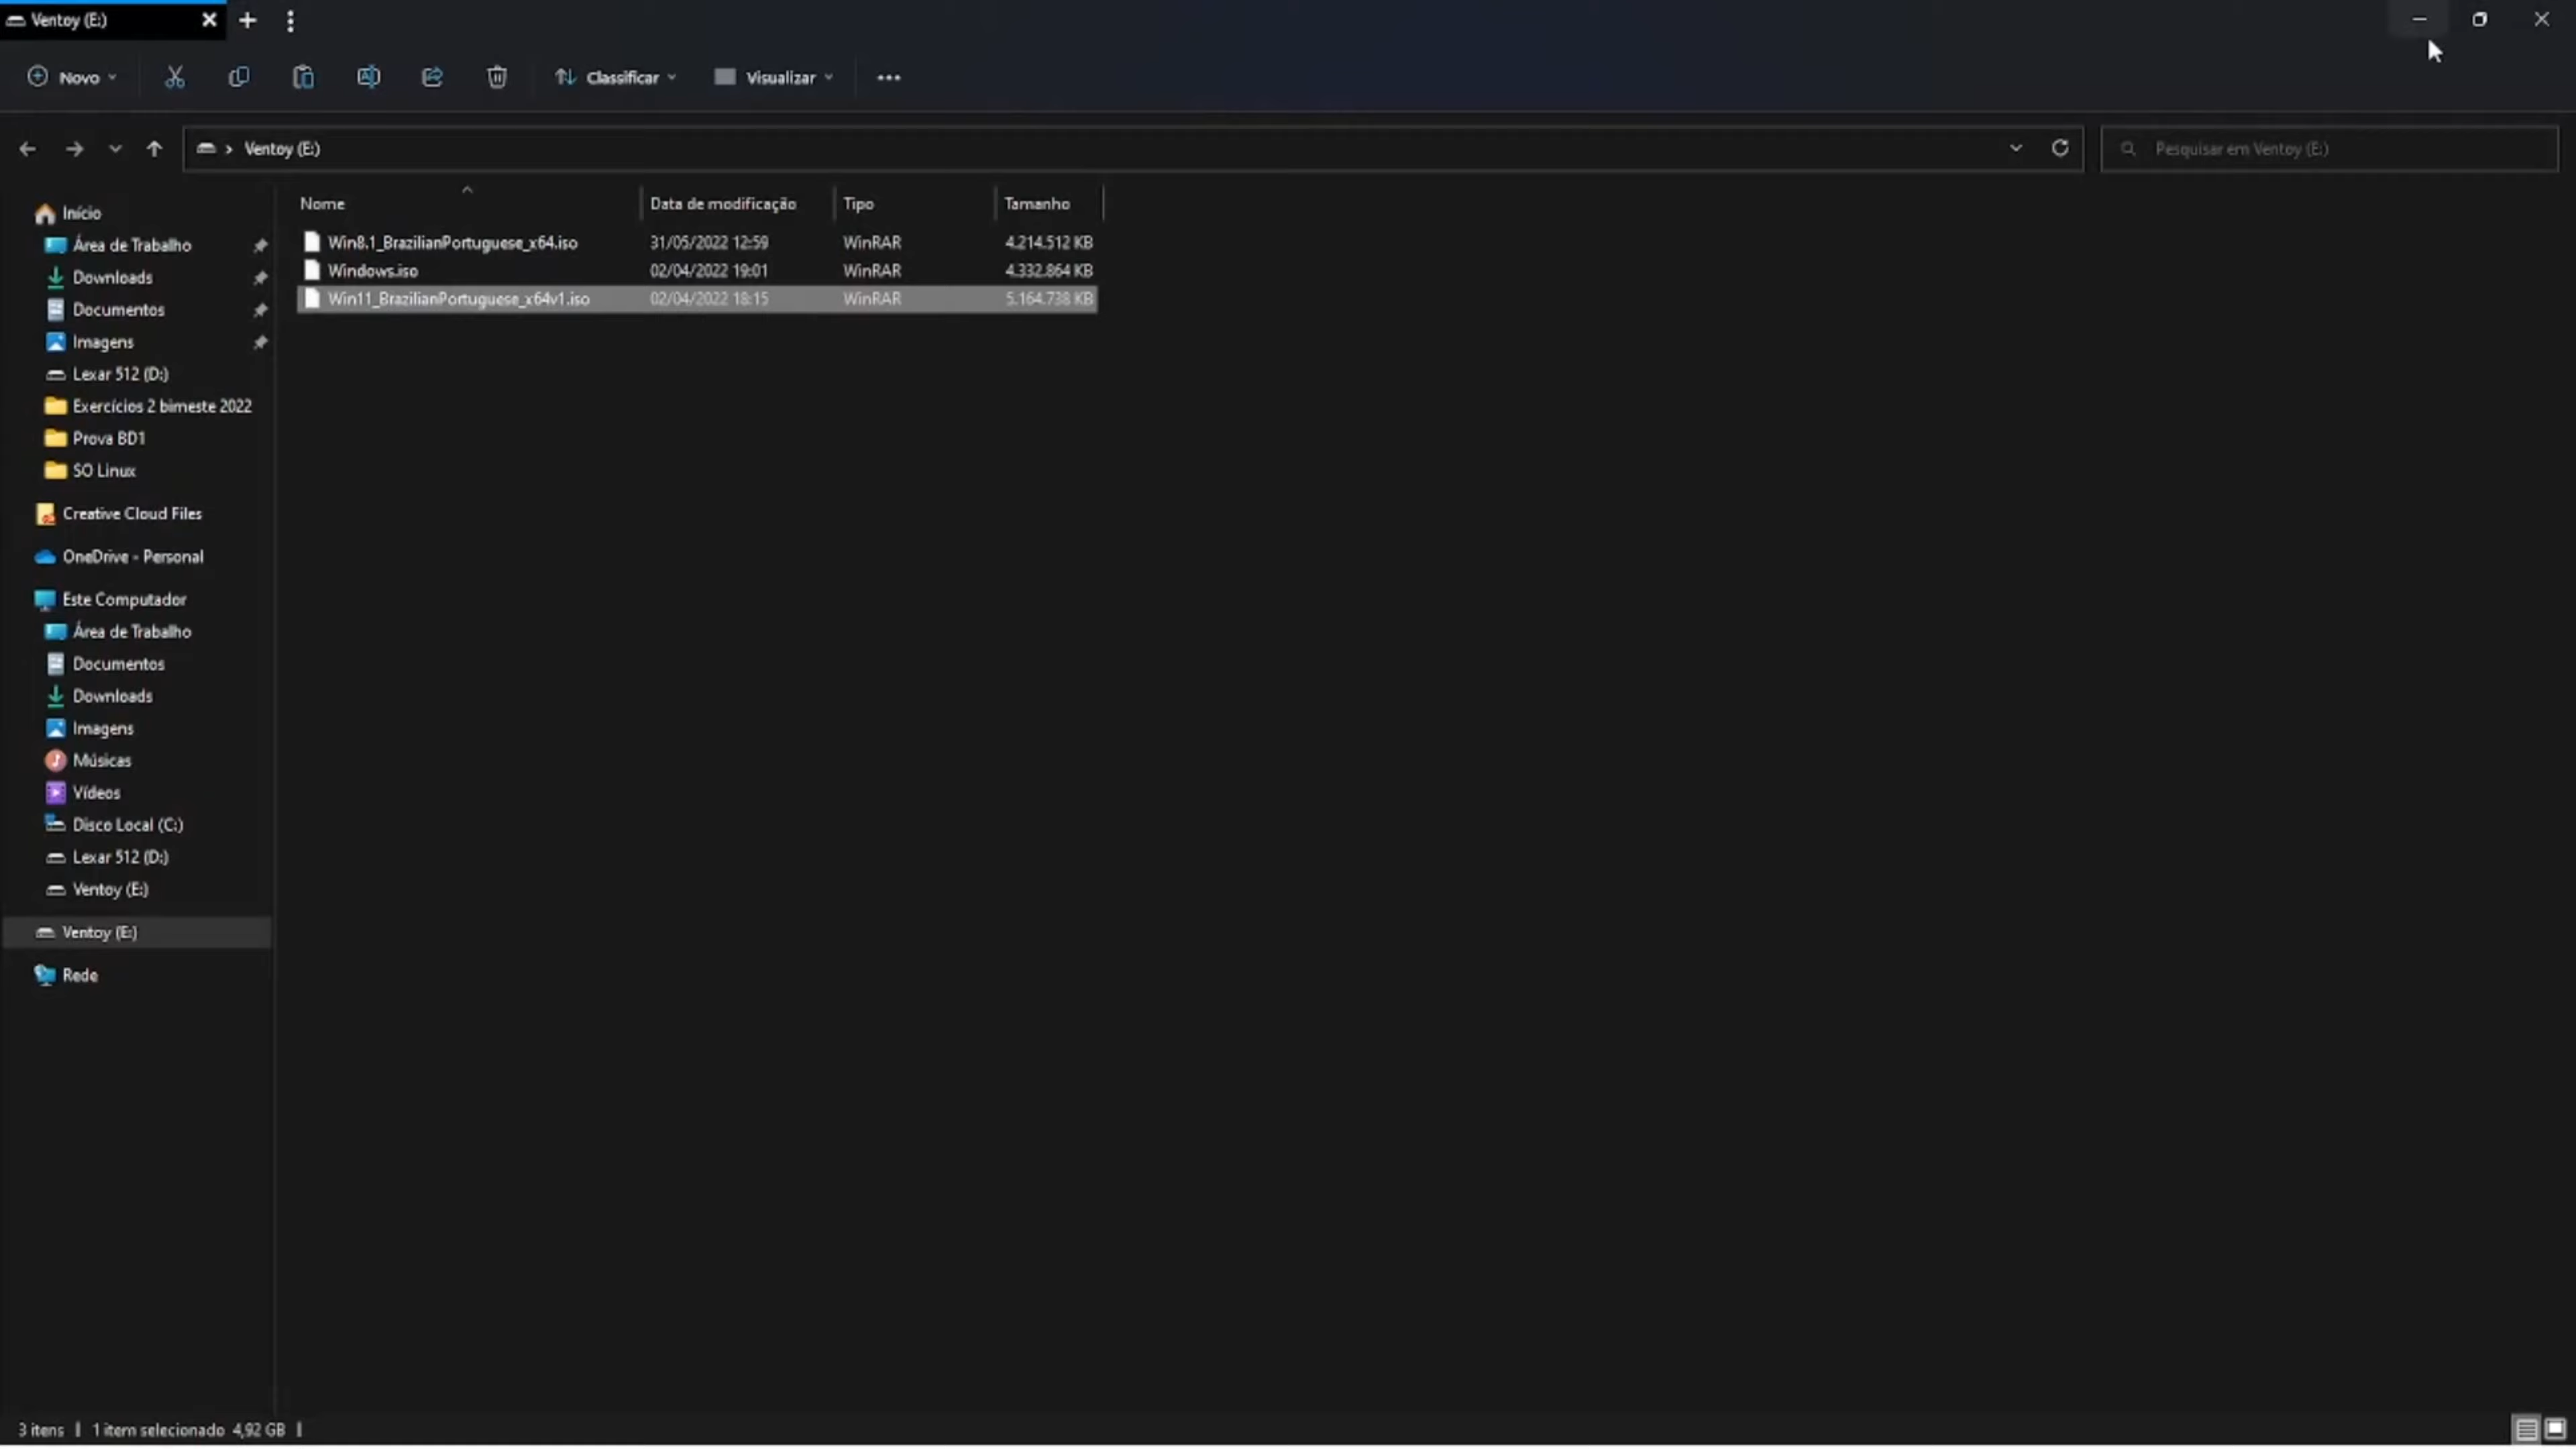 Ventoy (E:)
Novo
Classificar
Visualizar
Ventoy (E:)
Pesquisar em Ventoy (E:)
Nome Data de modificação Tipo Tamanho
Win8.1_BrazilianPortuguese_x64.iso 31/05/2022 12:59 WinRAR 4.214.512 KB
Windows.iso 02/04/2022 19:01 WinRAR 4.332.864 KB
Win11_BrazilianPortuguese_x64v1.iso 02/04/2022 18:15 WinRAR 5.164.738 KB
Início
Área de Trabalho
Downloads
Documentos
Imagens
Lexar 512 (D:)
Exercícios 2 bimeste 2022
Prova BD1
SO Linux
Creative Cloud Files
OneDrive - Personal
Este Computador
Área de Trabalho
Documentos
Downloads
Imagens
Músicas
Vídeos
Disco Local (C:)
Lexar 512 (D:)
Ventoy (E:)
Ventoy (E:)
Rede
3 itens 1 item selecionado 4,92 GB